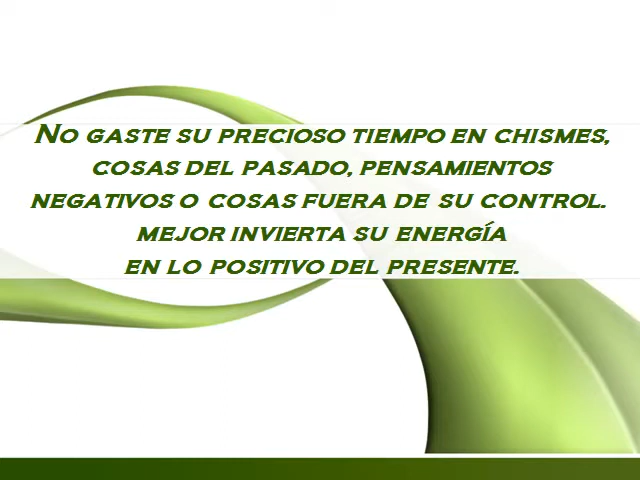 No gaste su precioso tiempo en chismes,
cosas del pasado, pensamientos
negativos o cosas fuera de su control.
mejor invierta su energía
en lo positivo del presente.